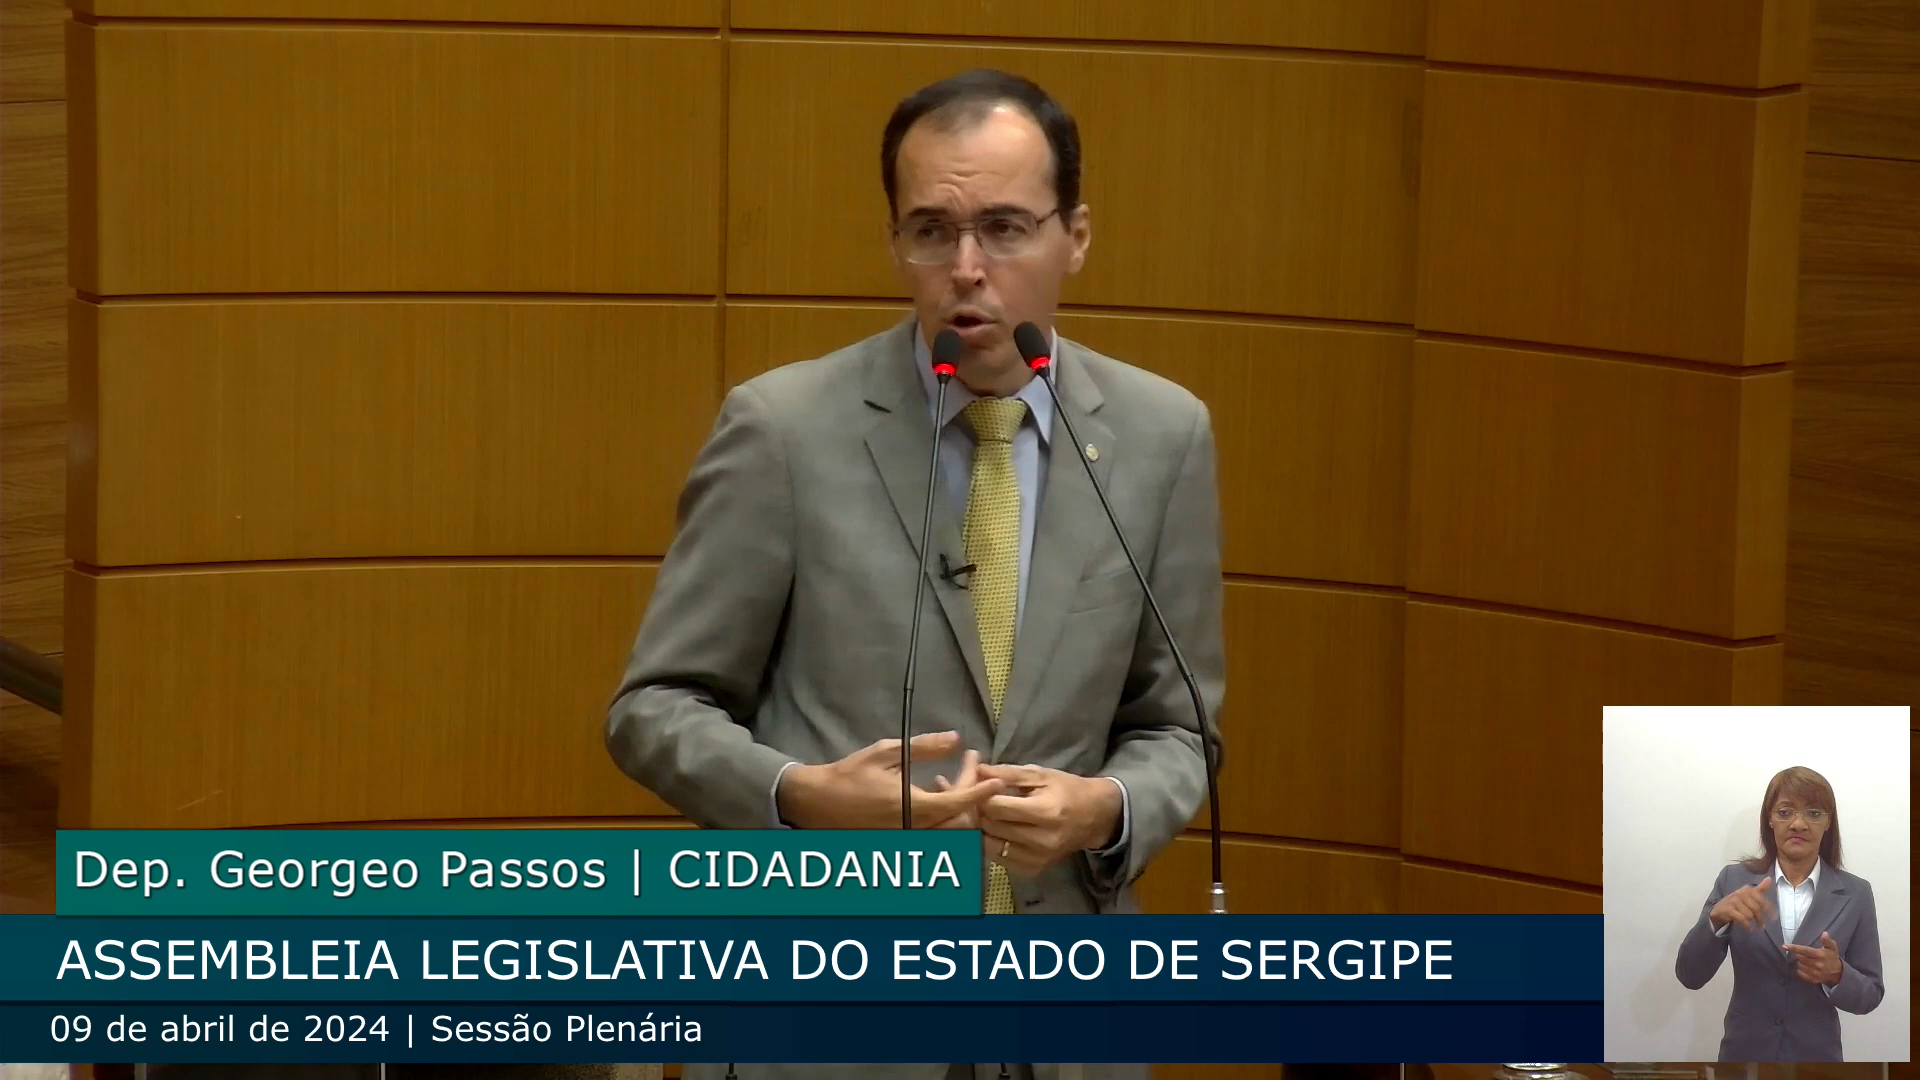 Dep. Georgeo Passos | CIDADANIA
ASSEMBLEIA LEGISLATIVA DO ESTADO DE SERGIPE
09 de abril de 2024 | Sessão Plenária